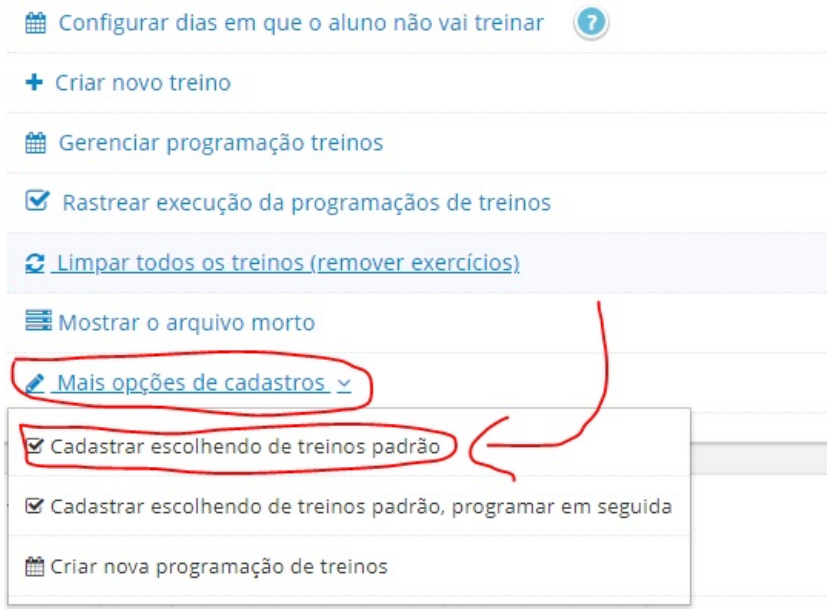 Configurar dias em que o aluno não vai treinar ?
Criar novo treino
Gerenciar programação treinos
Rastrear execução da programaçãos de treinos
Limpar todos os treinos (remover exercícios)
Mostrar o arquivo morto
Mais opções de cadastros
Cadastrar escolhendo de treinos padrão
Cadastrar escolhendo de treinos padrão, programar em seguida
Criar nova programação de treinos